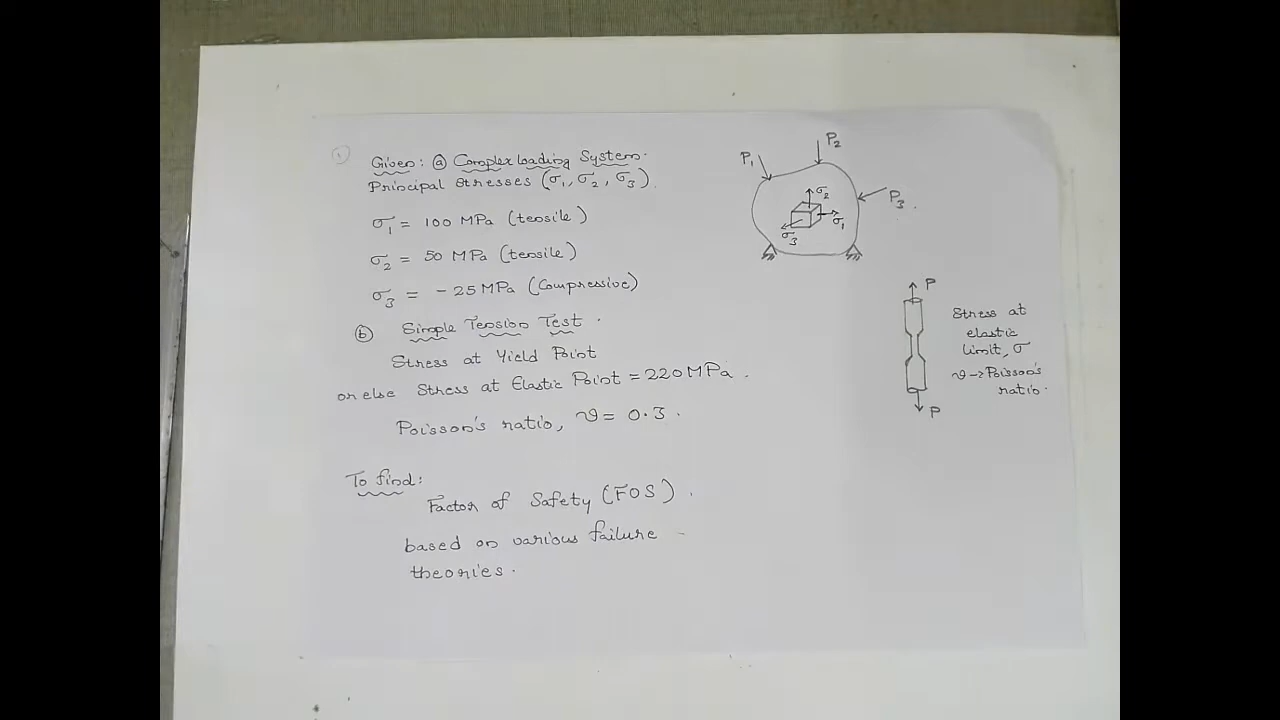 1
Given: ⓐ Complex loading System.
Principal Stresses (σ1, σ2, σ3).
σ1 = 100 MPa (tensile)
σ2 = 50 MPa (tensile)
σ3 = - 25 MPa (Compressive)
ⓑ Simple Tension Test.
Stress at Yield Point
or else Stress at Elastic Point = 220 MPa.
Poisson's ratio, ν = 0.3.
To find:
Factor of Safety (FOS).
based on various failure
theories.
P1
P2
P3
σ2
σ1
σ3
P
Stress at
elastic
limit, σ
ν → Poisson's
ratio.
P